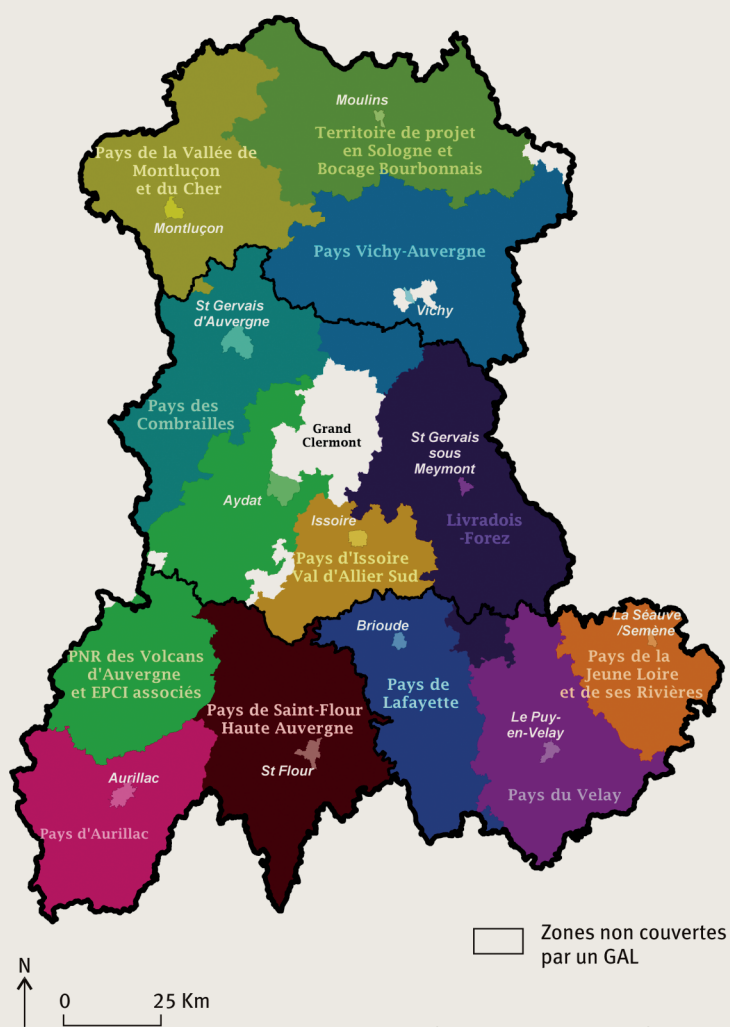 Moulins
Territoire de projet
en Sologne et
Bocage Bourbonnais
Pays de la Vallée de
Montluçon
et du Cher
Montluçon
Pays Vichy-Auvergne
Vichy
St Gervais
d'Auvergne
Pays des
Combrailles
Grand
Clermont
St Gervais
sous
Meymont
Aydat
Issoire
Livradois
-Forez
Pays d'Issoire
Val d'Allier Sud
Brioude
La Séauve
/Semène
PNR des Volcans
d'Auvergne
et EPCI associés
Pays de la
Jeune Loire
et de ses Rivières
Pays de
Lafayette
Pays de Saint-Flour
Haute Auvergne
Le Puy-
en-Velay
St Flour
Aurillac
Pays du Velay
Pays d'Aurillac
Zones non couvertes
par un GAL
N
0 25 Km